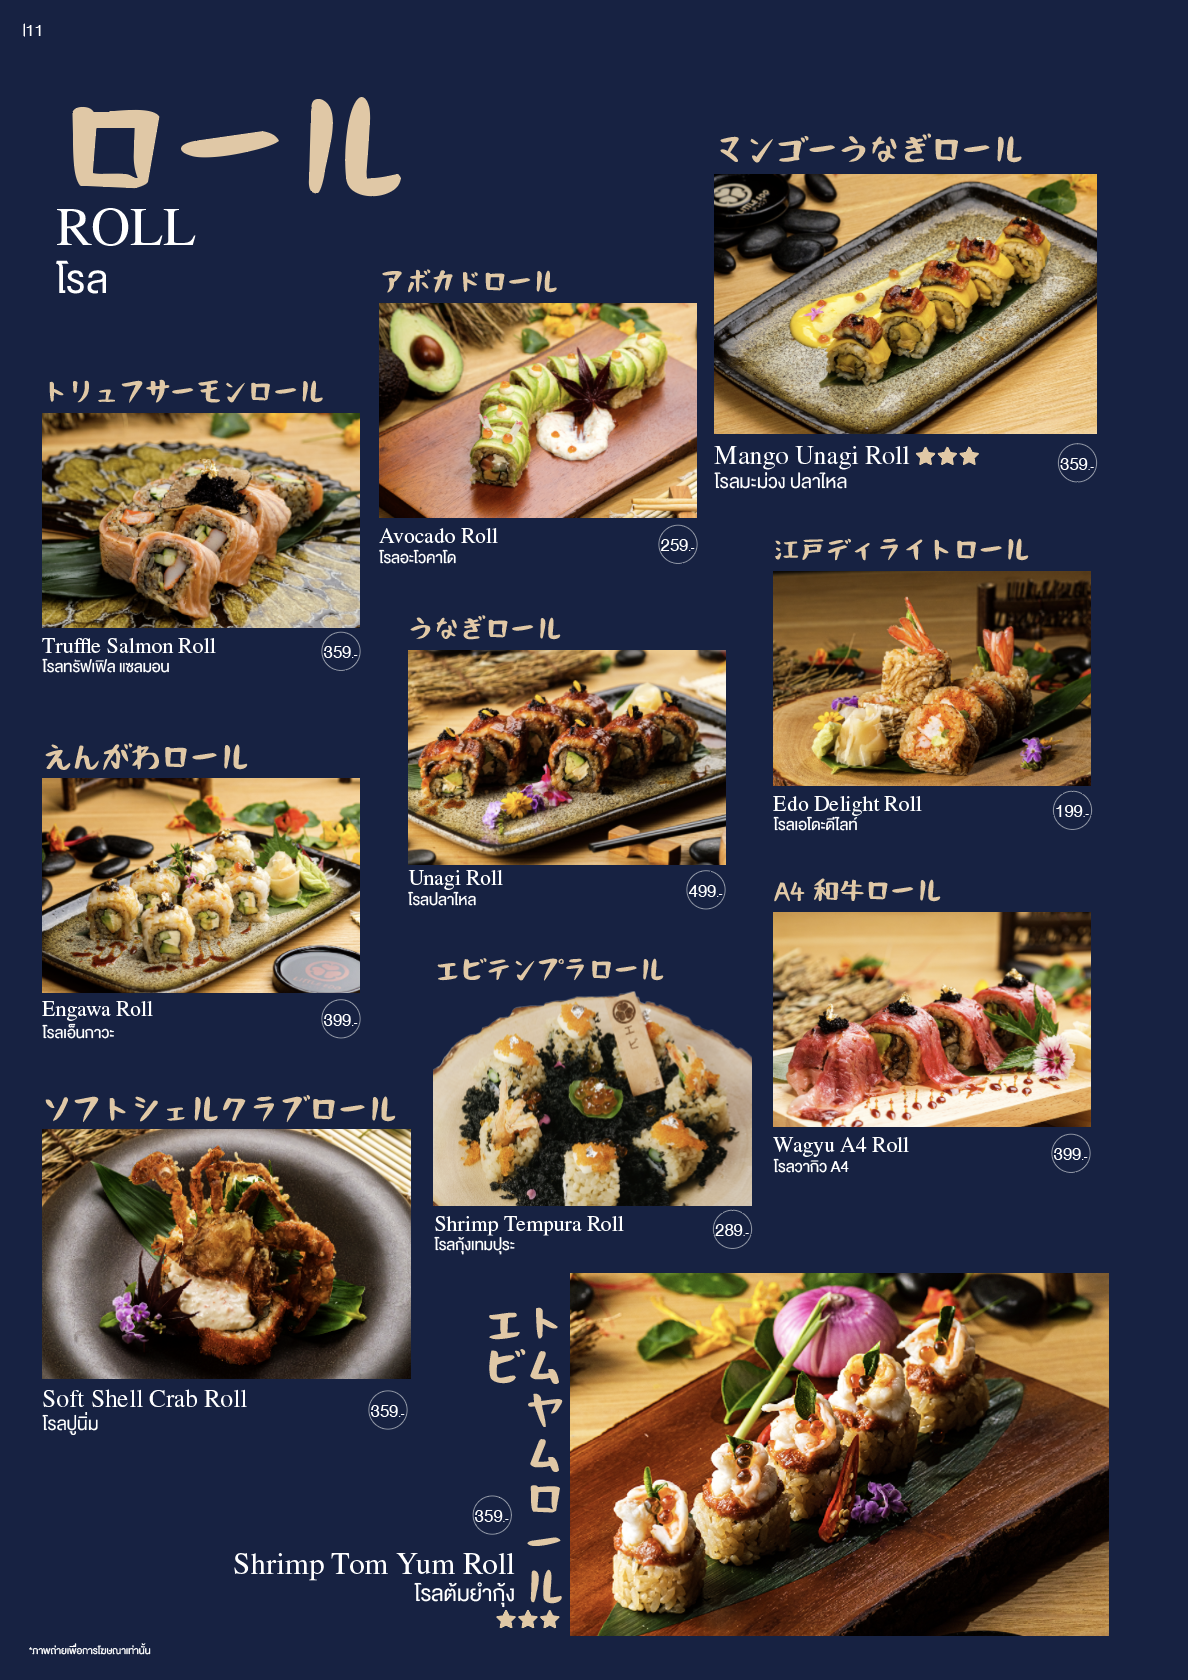 |11
ロール
ROLL
โรล
マンゴーうなぎロール
Mango Unagi Roll ★★★
โรลมะม่วง ปลาไหล
359.-
アボカドロール
Avocado Roll
โรลอะโวคาโด
259.-
トリュフサーモンロール
Truffle Salmon Roll
โรลทรัฟเฟิล แซลมอน
359.-
江戸ディライトロール
Edo Delight Roll
โรลเอโดะดีไลท์
199.-
うなぎロール
Unagi Roll
โรลปลาไหล
499.-
えんがわロール
Engawa Roll
โรลเอ็นกาวะ
399.-
A4 和牛ロール
Wagyu A4 Roll
โรลวากิว A4
399.-
エビテンプラロール
エビ
Shrimp Tempura Roll
โรลกุ้งเทมปุระ
289.-
ソフトシェルクラブロール
Soft Shell Crab Roll
โรลปูนิ่ม
359.-
トムヤムロール
エビ
359.-
Shrimp Tom Yum Roll
โรลต้มยำกุ้ง
★★★
*ภาพถ่ายเพื่อการโฆษณาเท่านั้น